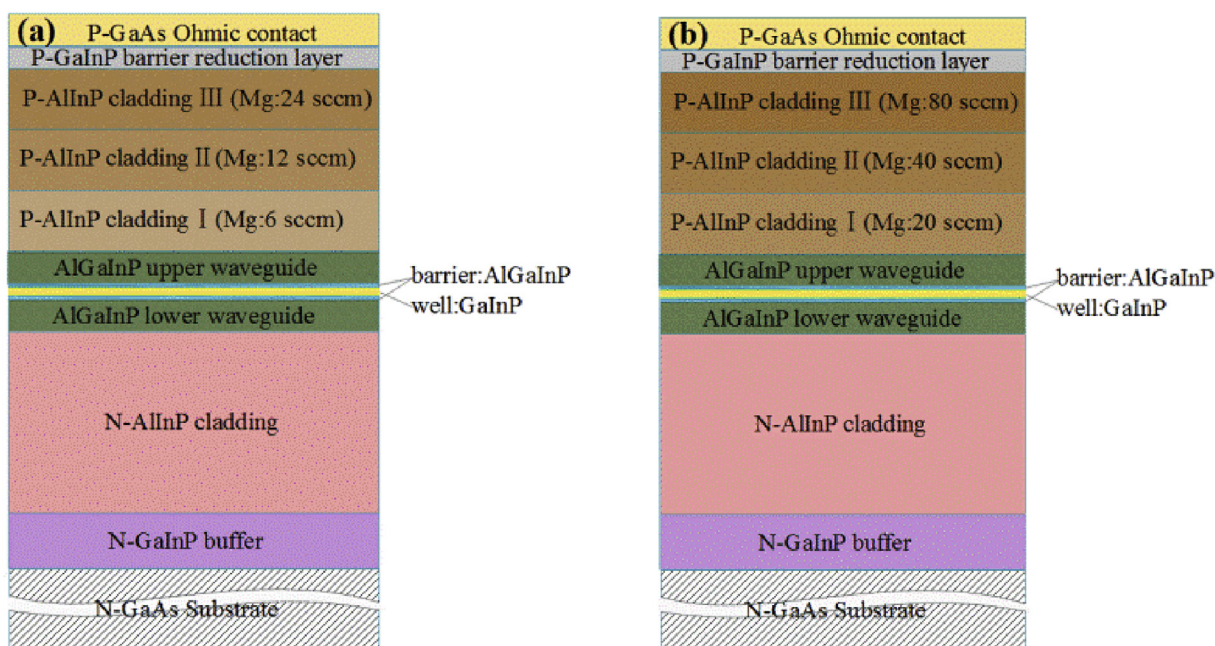 (a)
P-GaAs Ohmic contact
P-GaInP barrier reduction layer
P-AlInP cladding Ⅲ (Mg:24 sccm)
P-AlInP cladding Ⅱ (Mg:12 sccm)
P-AlInP cladding Ⅰ (Mg:6 sccm)
AlGaInP upper waveguide
barrier:AlGaInP
well:GaInP
AlGaInP lower waveguide
N-AlInP cladding
N-GaInP buffer
N-GaAs Substrate
(b)
P-GaAs Ohmic contact
P-GaInP barrier reduction layer
P-AlInP cladding Ⅲ (Mg:80 sccm)
P-AlInP cladding Ⅱ (Mg:40 sccm)
P-AlInP cladding Ⅰ (Mg:20 sccm)
AlGaInP upper waveguide
barrier:AlGaInP
well:GaInP
AlGaInP lower waveguide
N-AlInP cladding
N-GaInP buffer
N-GaAs Substrate